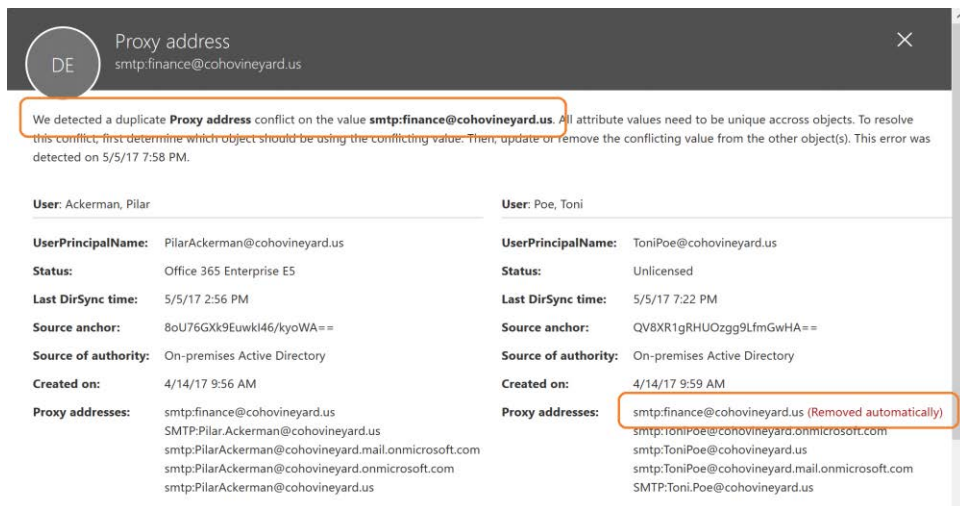 DE
Proxy address
smtp:finance@cohovineyard.us
We detected a duplicate Proxy address conflict on the value smtp:finance@cohovineyard.us. All attribute values need to be unique accross objects. To resolve
this conflict, first determine which object should be using the conflicting value. Then, update or remove the conflicting value from the other object(s). This error was
detected on 5/5/17 7:58 PM.
User: Ackerman, Pilar
UserPrincipalName: PilarAckerman@cohovineyard.us
Status: Office 365 Enterprise E5
Last DirSync time: 5/5/17 2:56 PM
Source anchor: 8oU76GXk9EuwkI46/kyoWA==
Source of authority: On-premises Active Directory
Created on: 4/14/17 9:56 AM
Proxy addresses: smtp:finance@cohovineyard.us
SMTP:Pilar.Ackerman@cohovineyard.us
smtp:PilarAckerman@cohovineyard.mail.onmicrosoft.com
smtp:PilarAckerman@cohovineyard.onmicrosoft.com
smtp:PilarAckerman@cohovineyard.us
User: Poe, Toni
UserPrincipalName: ToniPoe@cohovineyard.us
Status: Unlicensed
Last DirSync time: 5/5/17 7:22 PM
Source anchor: QV8XR1gRHUOzgg9LfmGwHA==
Source of authority: On-premises Active Directory
Created on: 4/14/17 9:59 AM
Proxy addresses: smtp:finance@cohovineyard.us (Removed automatically)
smtp:ToniPoe@cohovineyard.onmicrosoft.com
smtp:ToniPoe@cohovineyard.us
smtp:ToniPoe@cohovineyard.mail.onmicrosoft.com
SMTP:Toni.Poe@cohovineyard.us